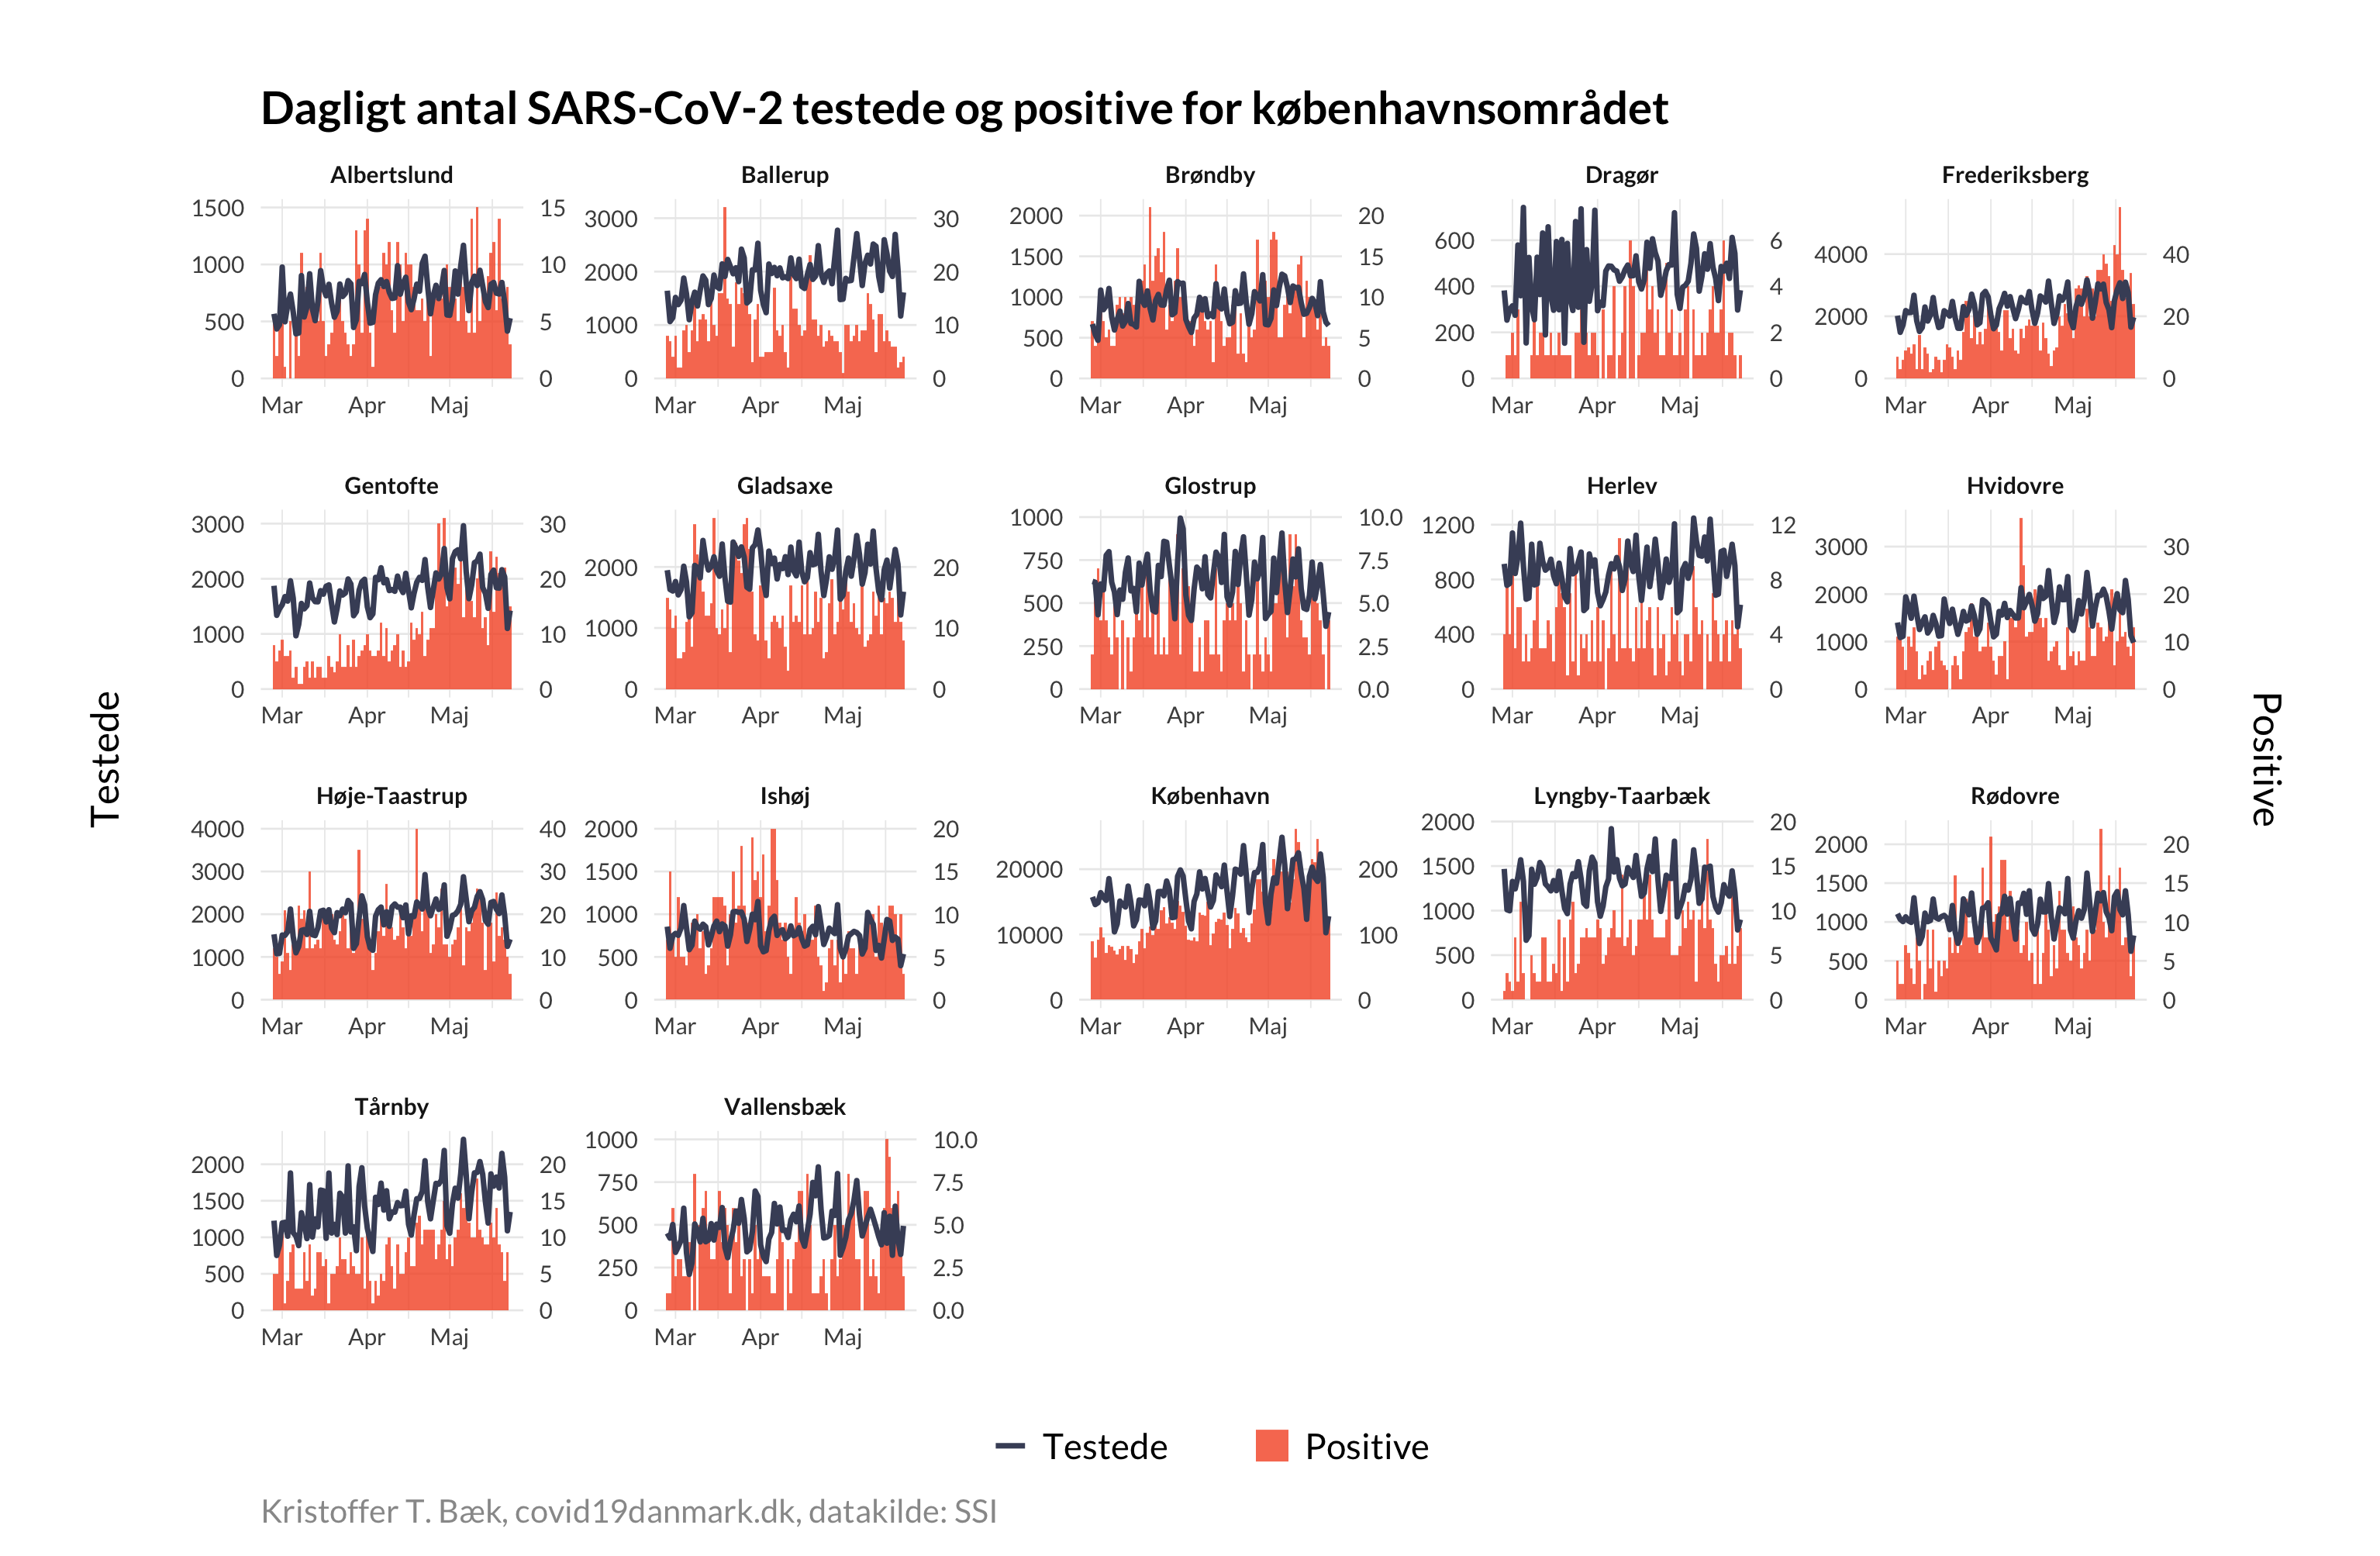 Dagligt antal SARS-CoV-2 testede og positive for københavnsområdet
Albertslund Ballerup Brøndby Dragør Frederiksberg
1500 15 3000 30 2000 20 600 6 4000 40
1000 10 2000 20 1500 15 400 4 2000 20
500 5 1000 10 1000 10 200 2 0 0
0 0 0 0 500 5 0 0
0 0
Mar Apr Maj Mar Apr Maj Mar Apr Maj Mar Apr Maj Mar Apr Maj
Gentofte Gladsaxe Glostrup Herlev Hvidovre
3000 30 2000 20 1000 10.0 1200 12 3000 30
2000 20 1000 10 750 7.5 800 8 2000 20
1000 10 0 0 500 5.0 400 4 1000 10
0 0 250 2.5 0 0 0 0
0 0.0
Mar Apr Maj Mar Apr Maj Mar Apr Maj Mar Apr Maj Mar Apr Maj
Testede
Positive
Høje-Taastrup Ishøj København Lyngby-Taarbæk Rødovre
4000 40 2000 20 20000 200 2000 20 2000 20
3000 30 1500 15 10000 100 1500 15 1500 15
2000 20 1000 10 0 0 1000 10 1000 10
1000 10 500 5 500 5 500 5
0 0 0 0 0 0 0 0
Mar Apr Maj Mar Apr Maj Mar Apr Maj Mar Apr Maj Mar Apr Maj
Tårnby Vallensbæk
2000 20 1000 10.0
1500 15 750 7.5
1000 10 500 5.0
500 5 250 2.5
0 0 0 0.0
Mar Apr Maj Mar Apr Maj
Testede Positive
Kristoffer T. Bæk, covid19danmark.dk, datakilde: SSI